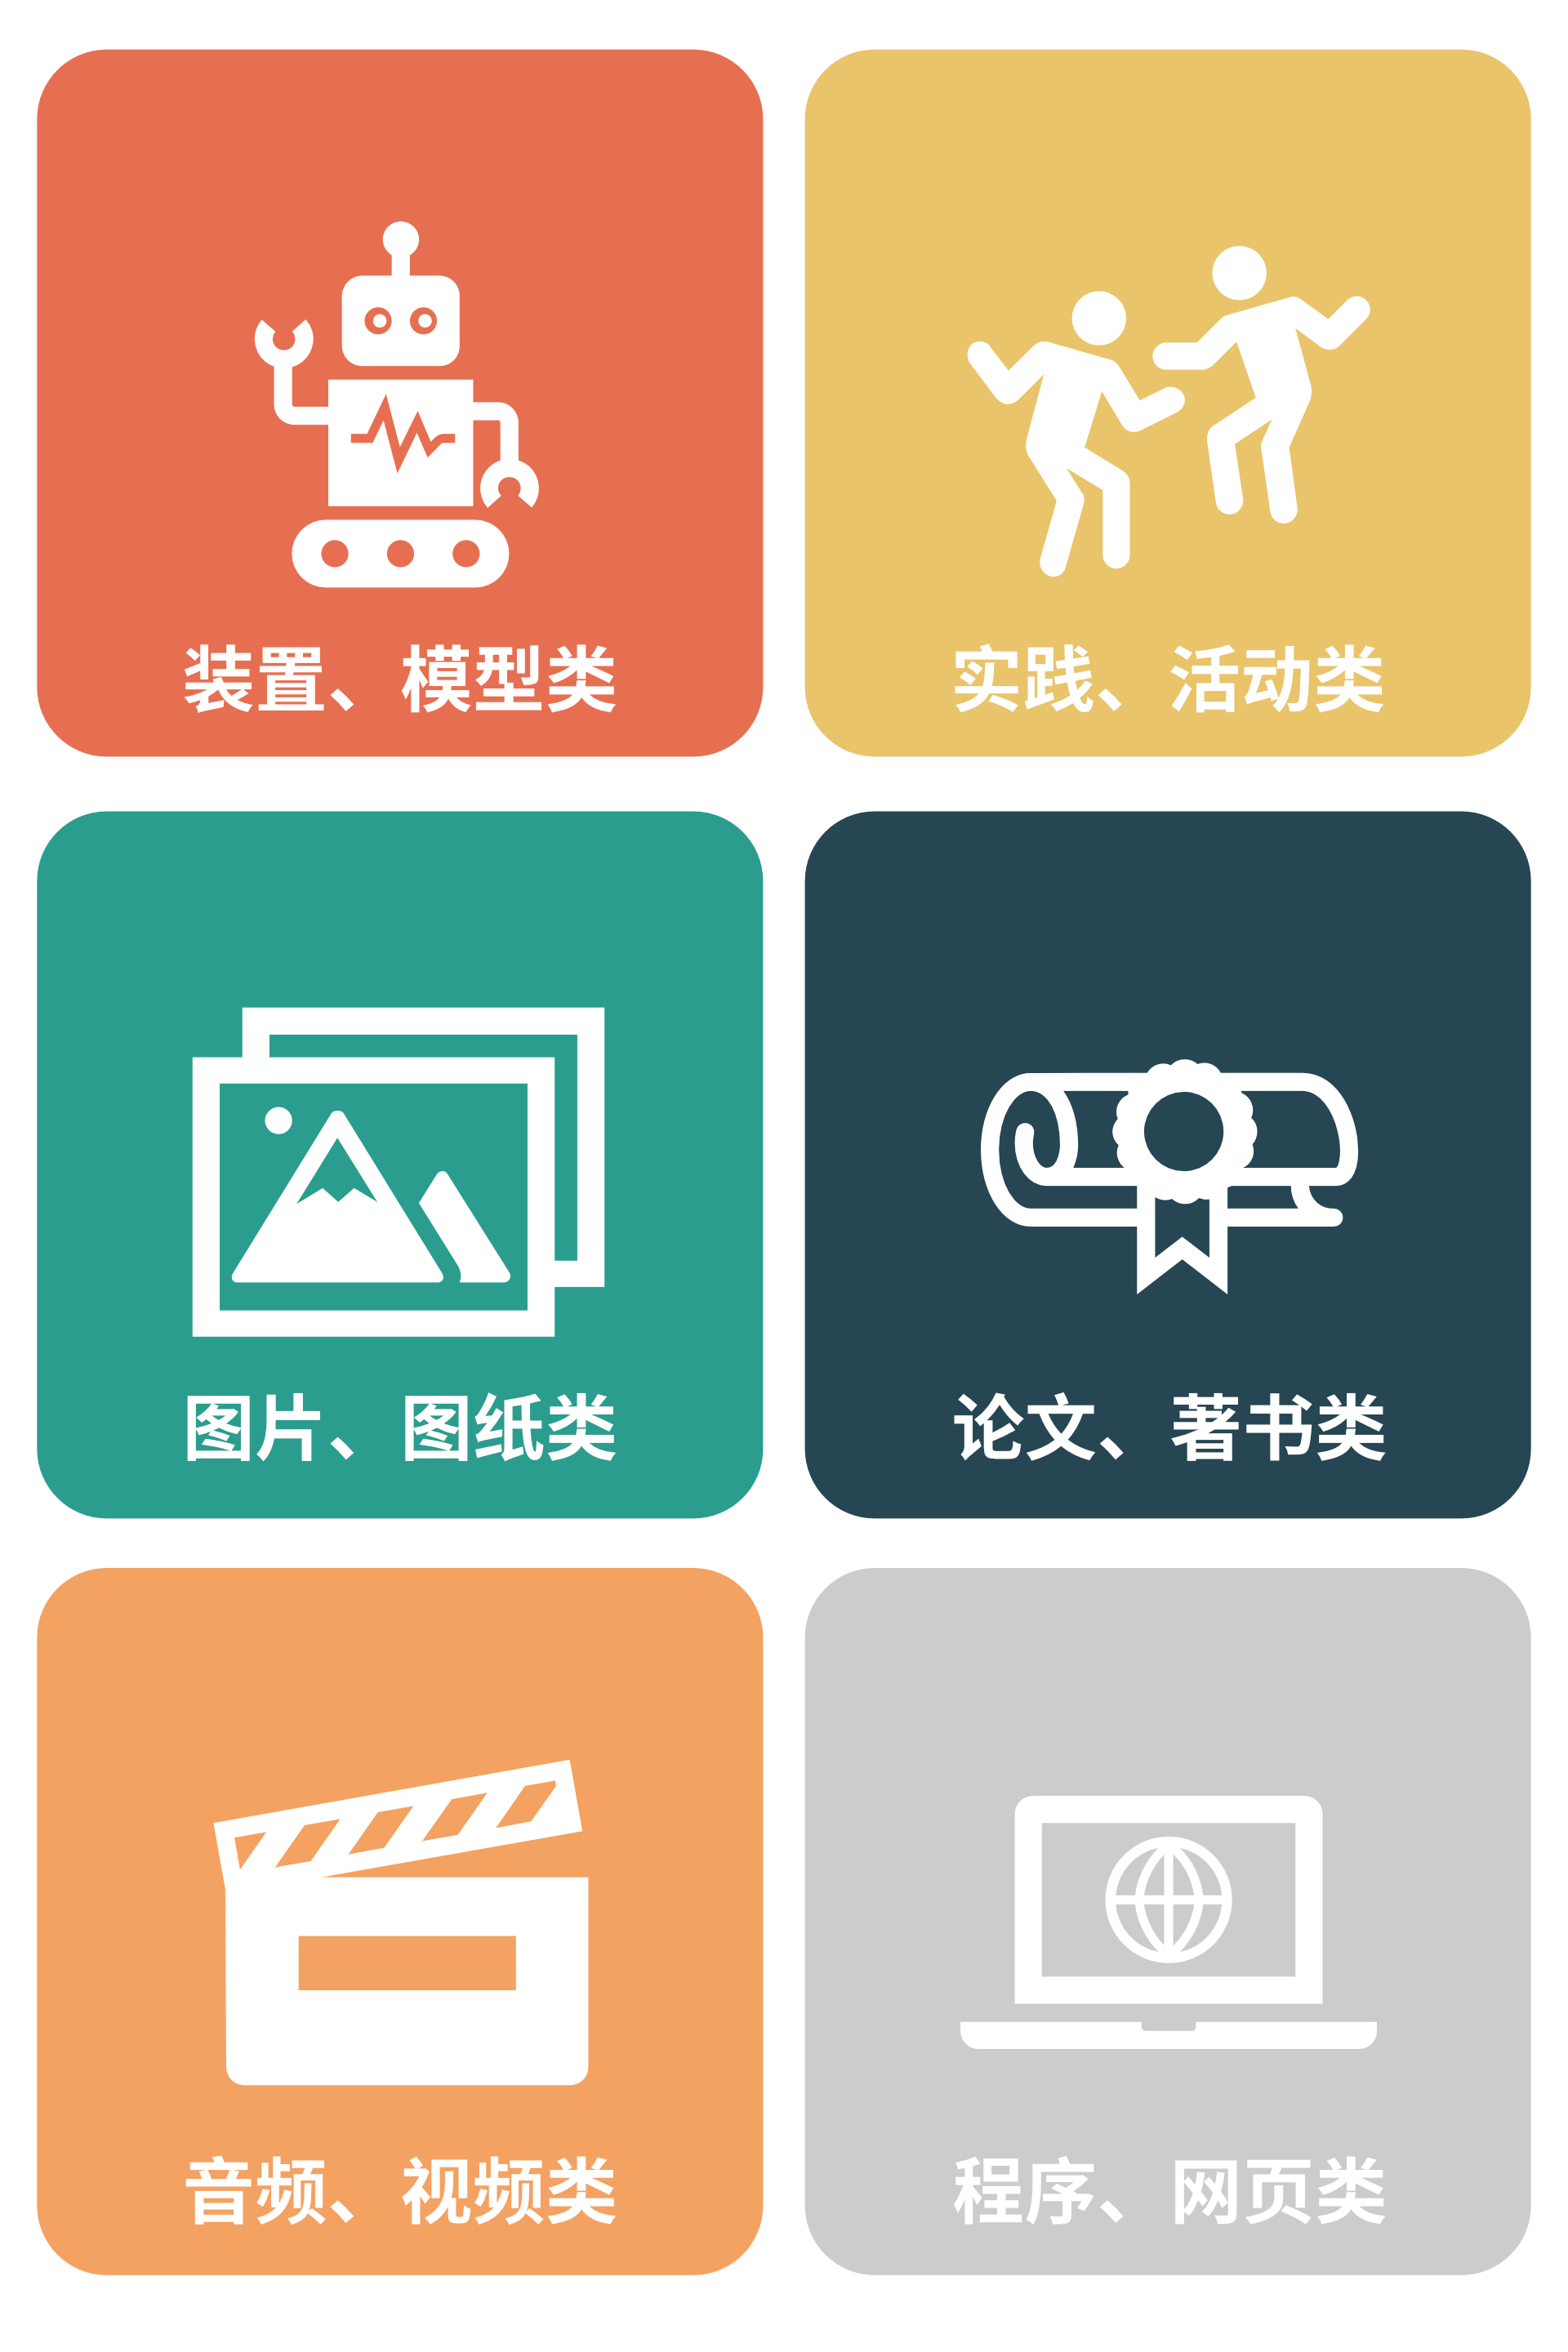 装置、模型类
实践、活动类
图片、图纸类
论文、著书类
音频、视频类
程序、网页类